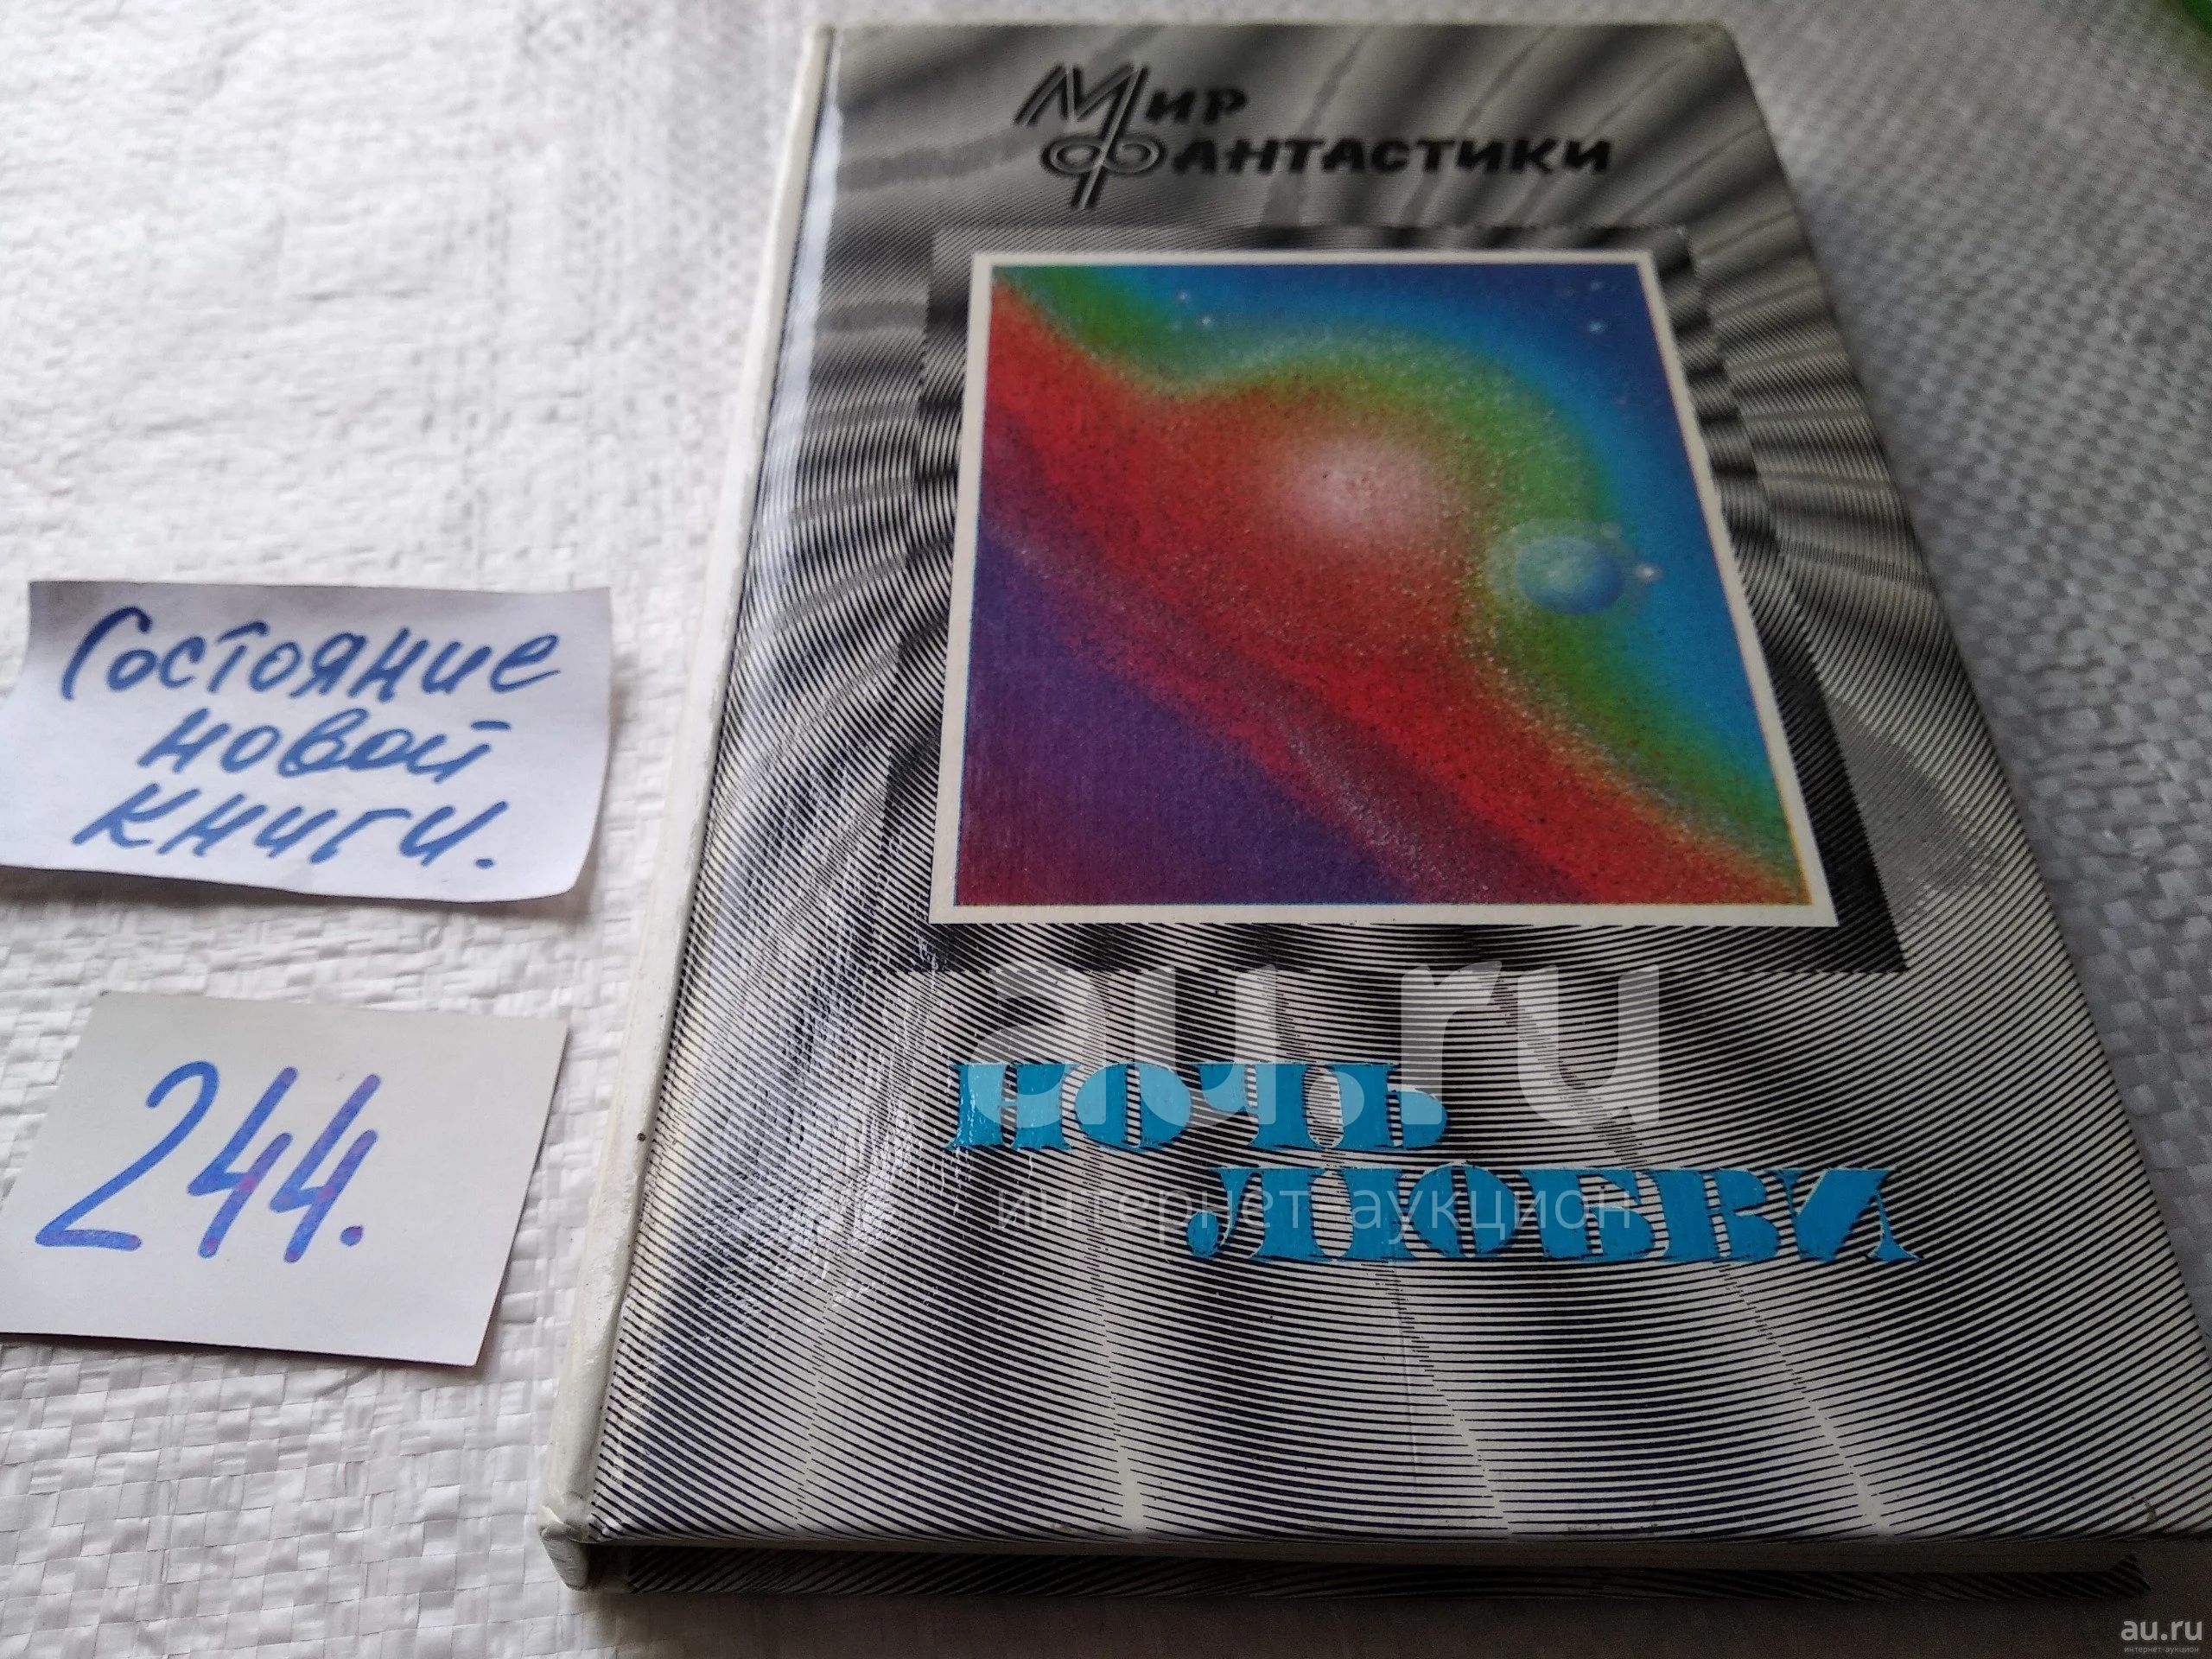 Мир
Фантастики
Состояние
новой
книги.
244.
au.ru
ночь
любви
интернет-аукцион
au.ru
интернет-аукцион